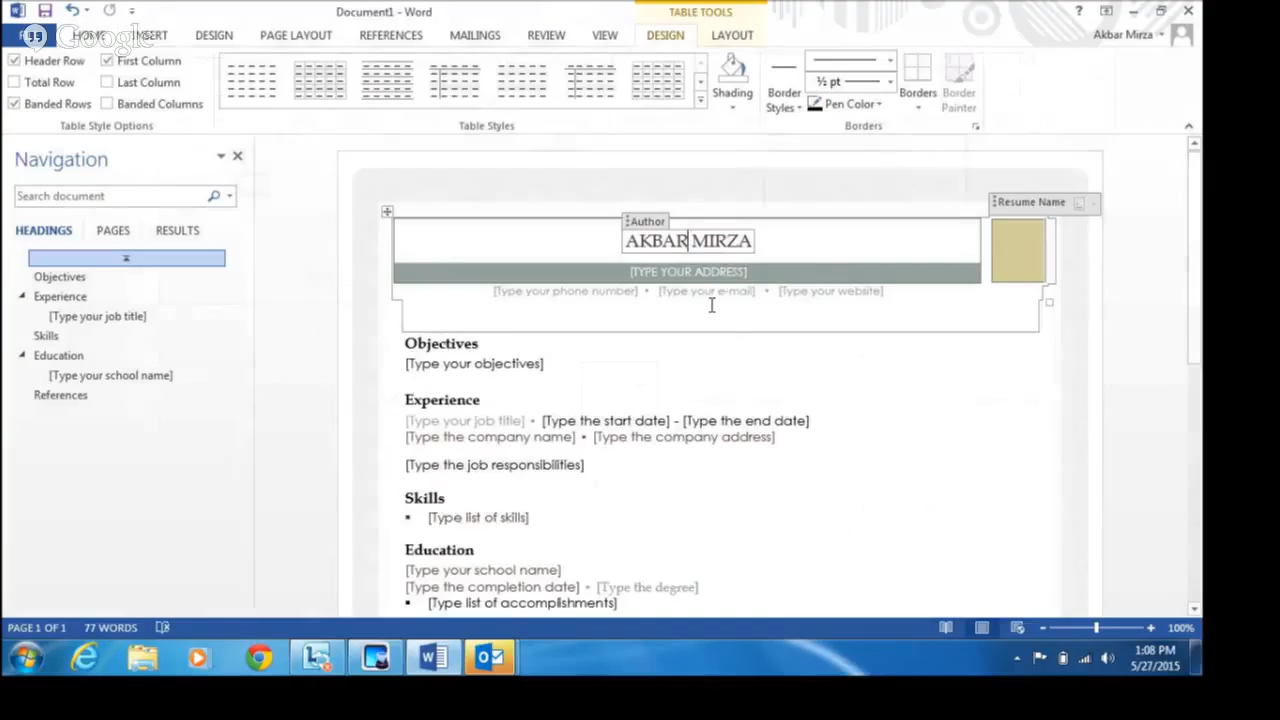 Document1 - Word
TABLE TOOLS
?
Google
HOME
INSERT
DESIGN
PAGE LAYOUT
REFERENCES
MAILINGS
REVIEW
VIEW
DESIGN
LAYOUT
Akbar Mirza
Header Row
First Column
Total Row
Last Column
Banded Rows
Banded Columns
Table Style Options
Table Styles
Shading
Border Styles
½ pt
Pen Color
Borders
Border Painter
Borders
Navigation
Search document
HEADINGS
PAGES
RESULTS
Objectives
Experience
[Type your job title]
Skills
Education
[Type your school name]
References
Resume Name
Author
AKBAR MIRZA
[TYPE YOUR ADDRESS]
[Type your phone number] • [Type your e-mail] • [Type your website]
Objectives
[Type your objectives]
Experience
[Type your job title] • [Type the start date] - [Type the end date]
[Type the company name] • [Type the company address]
[Type the job responsibilities]
Skills
▪ [Type list of skills]
Education
[Type your school name]
[Type the completion date] • [Type the degree]
▪ [Type list of accomplishments]
PAGE 1 OF 1
77 WORDS
100%
1:08 PM
5/27/2015